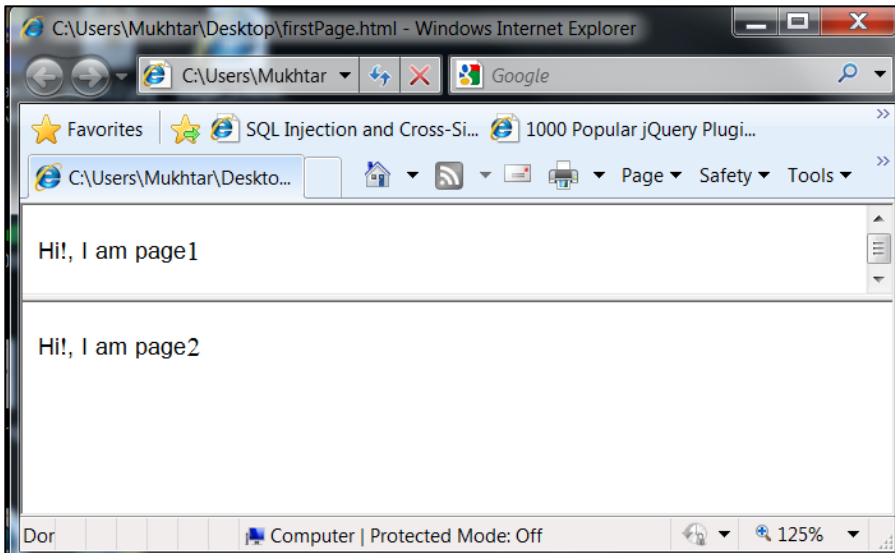 C:\Users\Mukhtar\Desktop\firstPage.html - Windows Internet Explorer
C:\Users\Mukhtar Google
Favorites SQL Injection and Cross-Si... 1000 Popular jQuery Plugi...
C:\Users\Mukhtar\Deskto... Page Safety Tools
Hi!, I am page1
Hi!, I am page2
Dor Computer | Protected Mode: Off 125%